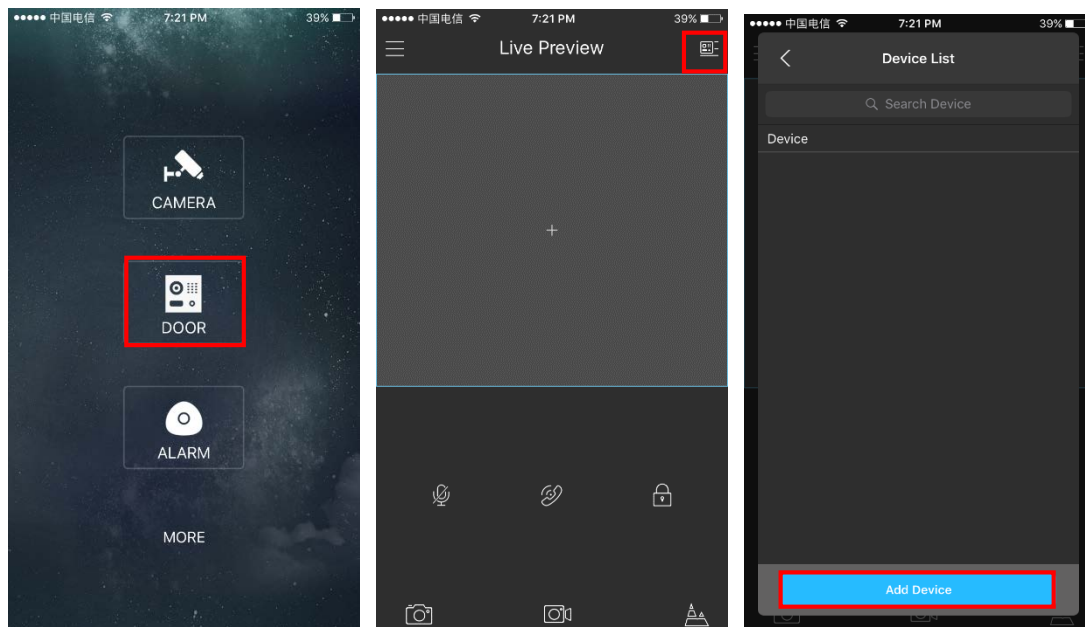 中国电信 7:21 PM 39%
CAMERA
DOOR
ALARM
MORE
中国电信 7:21 PM 39%
Live Preview
中国电信 7:21 PM 39%
Device List
Search Device
Device
Add Device